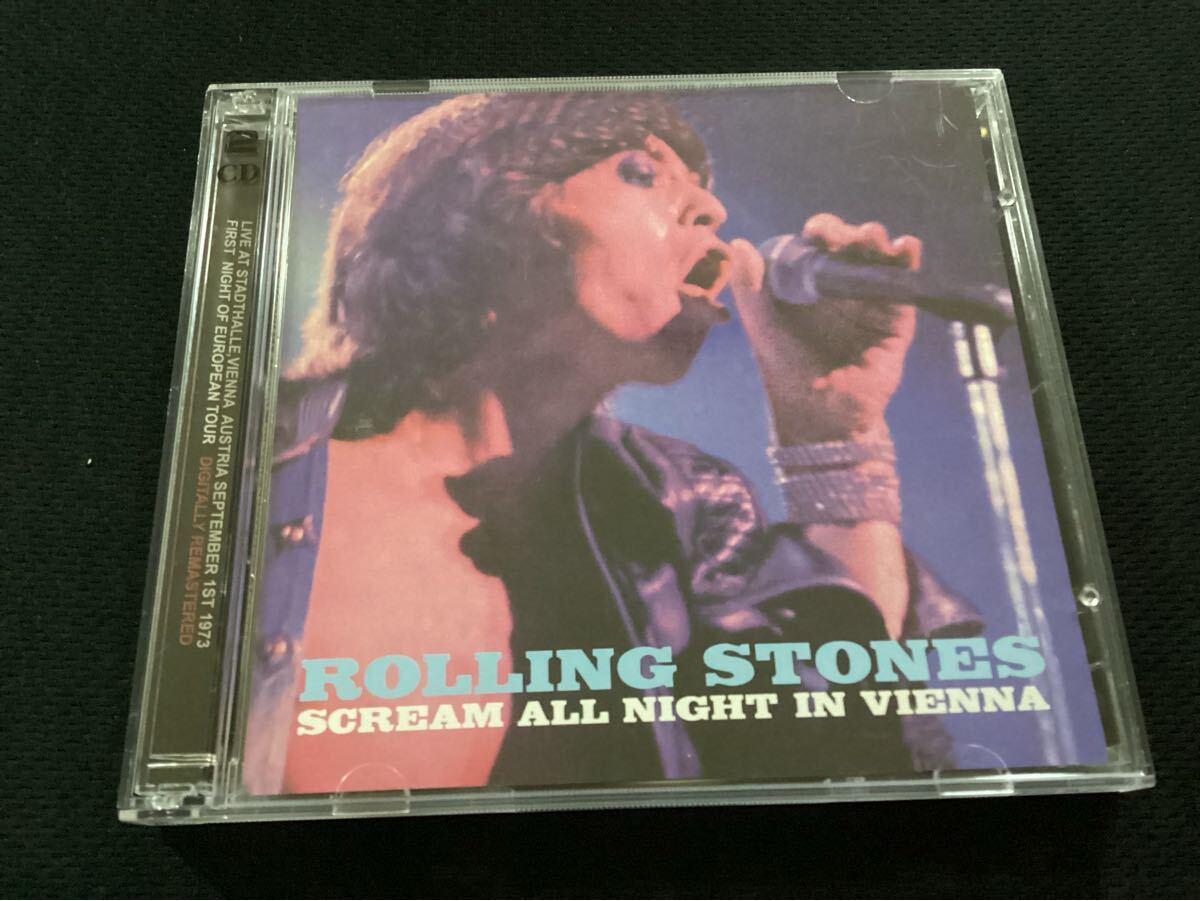 2
CD
LIVE AT STADTHALLE,VIENNA AUSTRIA SEPTEMBER 1ST 1973
FIRST NIGHT OF EUROPEAN TOUR DIGITALLY REMASTERED
ROLLING STONES
SCREAM ALL NIGHT IN VIENNA